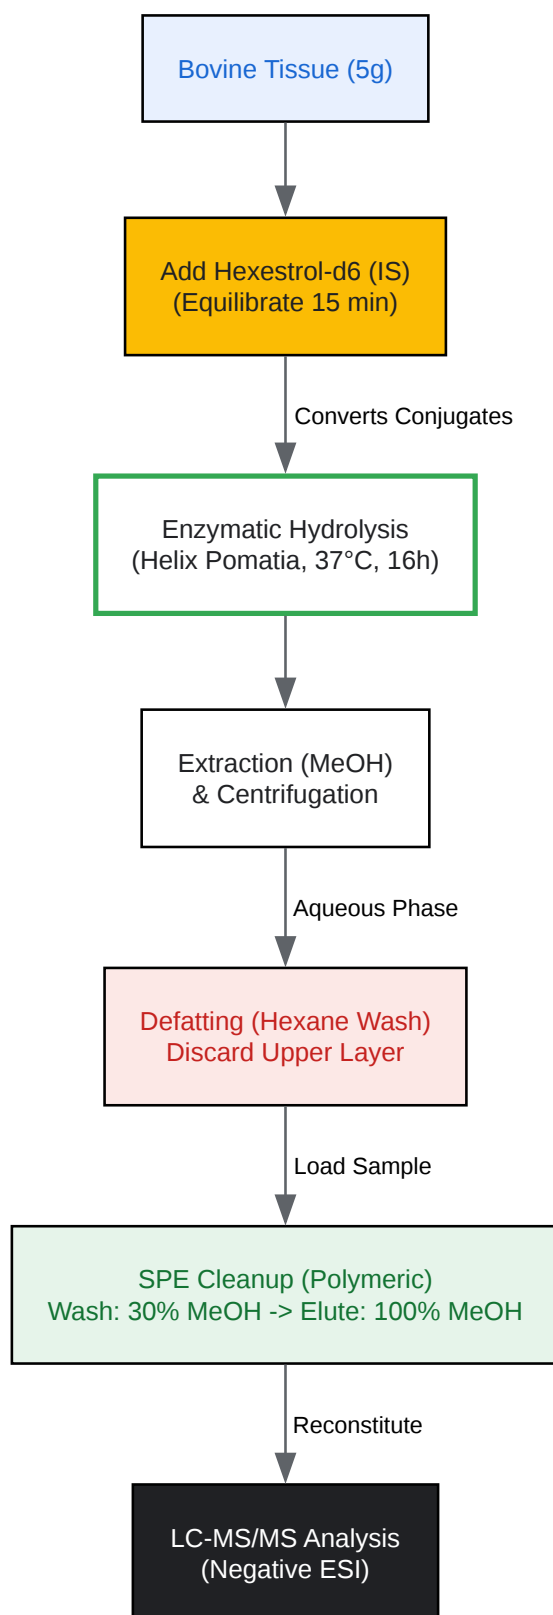 Bovine Tissue (5g)
Add Hexestrol-d6 (IS)
(Equilibrate 15 min)
Converts Conjugates
Enzymatic Hydrolysis
(Helix Pomatia, 37°C, 16h)
Extraction (MeOH)
& Centrifugation
Aqueous Phase
Defatting (Hexane Wash)
Discard Upper Layer
Load Sample
SPE Cleanup (Polymeric)
Wash: 30% MeOH -> Elute: 100% MeOH
Reconstitute
LC-MS/MS Analysis
(Negative ESI)